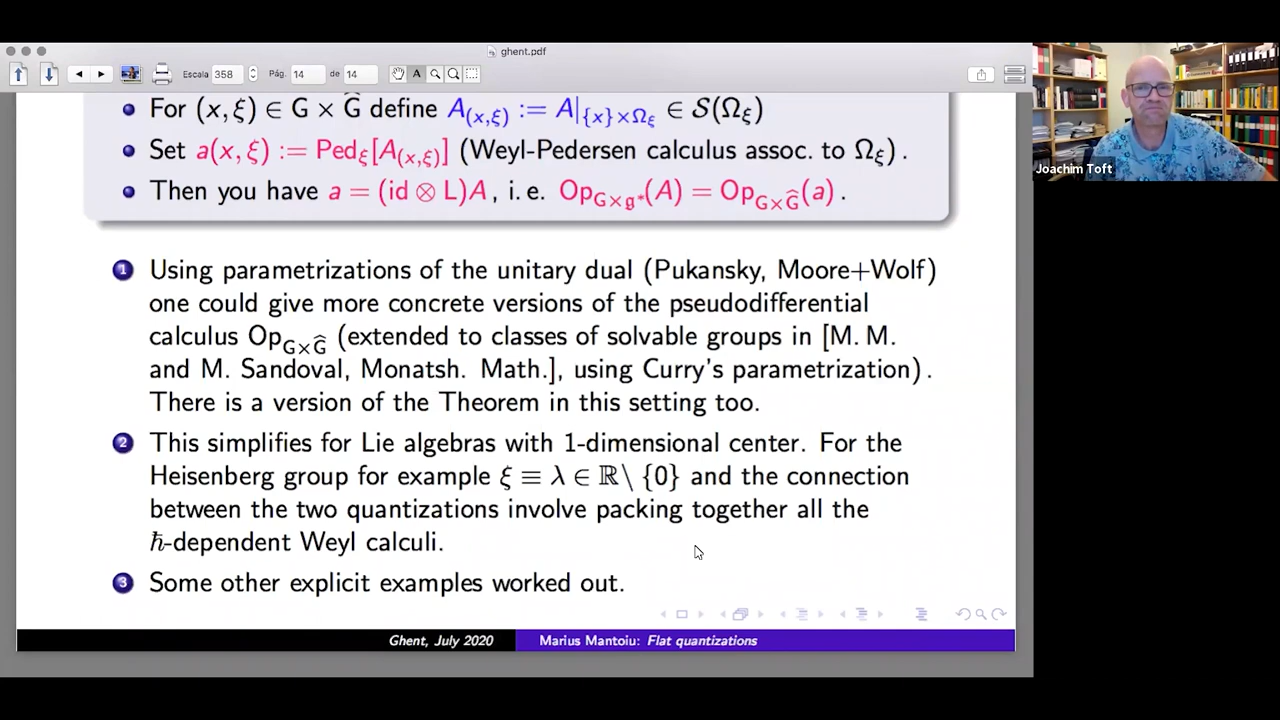 ghent.pdf
Escala 358 Pág. 14 de 14
A
• For (x, ξ) ∈ G × Ĝ define A_(x,ξ) := A|_{x}×Ω_ξ ∈ 𝒮(Ω_ξ)
• Set a(x, ξ) := Ped_ξ[A_(x,ξ)] (Weyl-Pedersen calculus assoc. to Ω_ξ).
• Then you have a = (id ⊗ L)A, i. e. Op_G×𝔤*(A) = Op_G×Ĝ(a).
Joachim Toft
1 Using parametrizations of the unitary dual (Pukansky, Moore+Wolf)
one could give more concrete versions of the pseudodifferential
calculus Op_G×Ĝ (extended to classes of solvable groups in [M. M.
and M. Sandoval, Monatsh. Math.], using Curry's parametrization).
There is a version of the Theorem in this setting too.
2 This simplifies for Lie algebras with 1-dimensional center. For the
Heisenberg group for example ξ ≡ λ ∈ ℝ\ {0} and the connection
between the two quantizations involve packing together all the
ℏ-dependent Weyl calculi.
3 Some other explicit examples worked out.
Ghent, July 2020 Marius Mantoiu: Flat quantizations